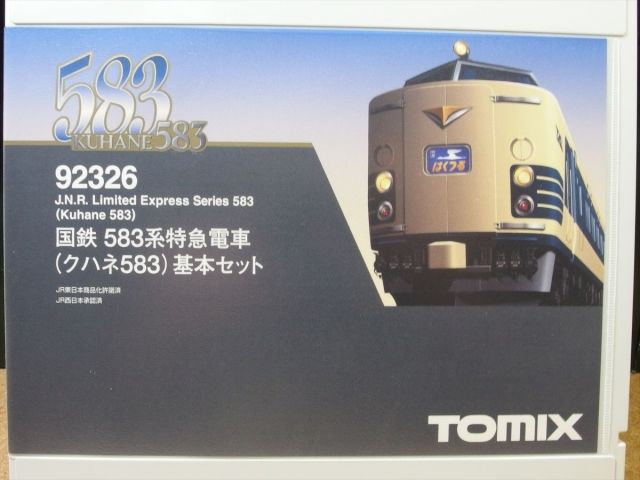 583
KUHANE583
92326
J.N.R. Limited Express Series 583
(Kuhane 583)
国鉄 583系特急電車
(クハネ583)基本セット
JR東日本商品化許諾済
JR西日本承認済
はくつる
TOMIX